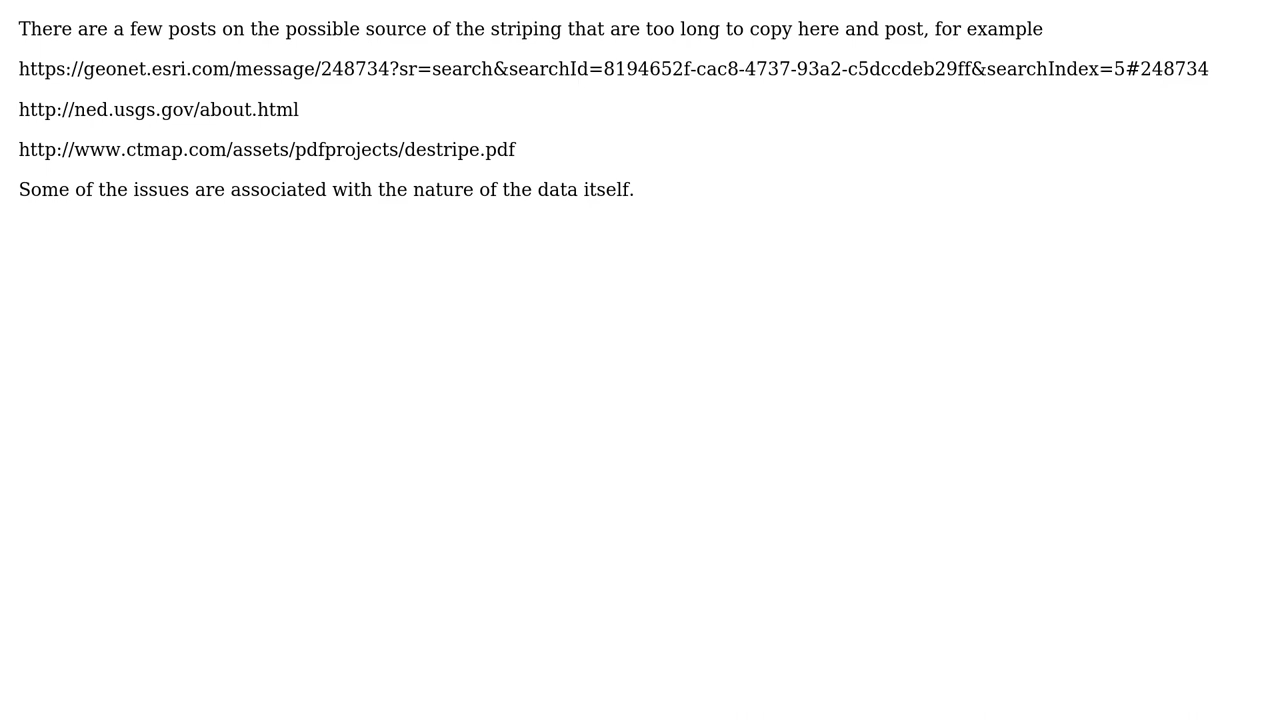 There are a few posts on the possible source of the striping that are too long to copy here and post, for example
https://geonet.esri.com/message/248734?sr=search&searchId=8194652f-cac8-4737-93a2-c5dccdeb29ff&searchIndex=5#248734
http://ned.usgs.gov/about.html
http://www.ctmap.com/assets/pdfprojects/destripe.pdf
Some of the issues are associated with the nature of the data itself.